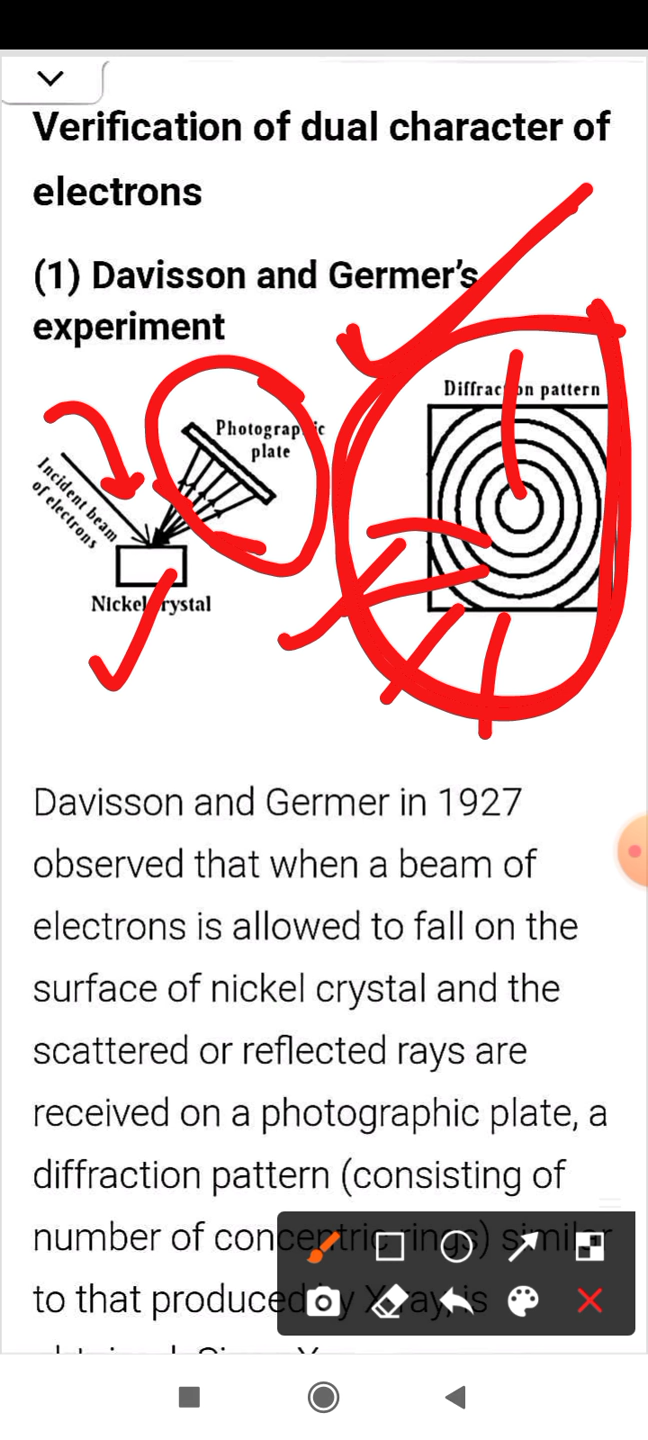 Verification of dual character of
electrons
(1) Davisson and Germer's
experiment
Photographic
plate
Incident beam
of electrons
Nickel crystal
Diffraction pattern
Davisson and Germer in 1927
observed that when a beam of
electrons is allowed to fall on the
surface of nickel crystal and the
scattered or reflected rays are
received on a photographic plate, a
diffraction pattern (consisting of
number of concentric rings) similar
to that produced by X-ray, is